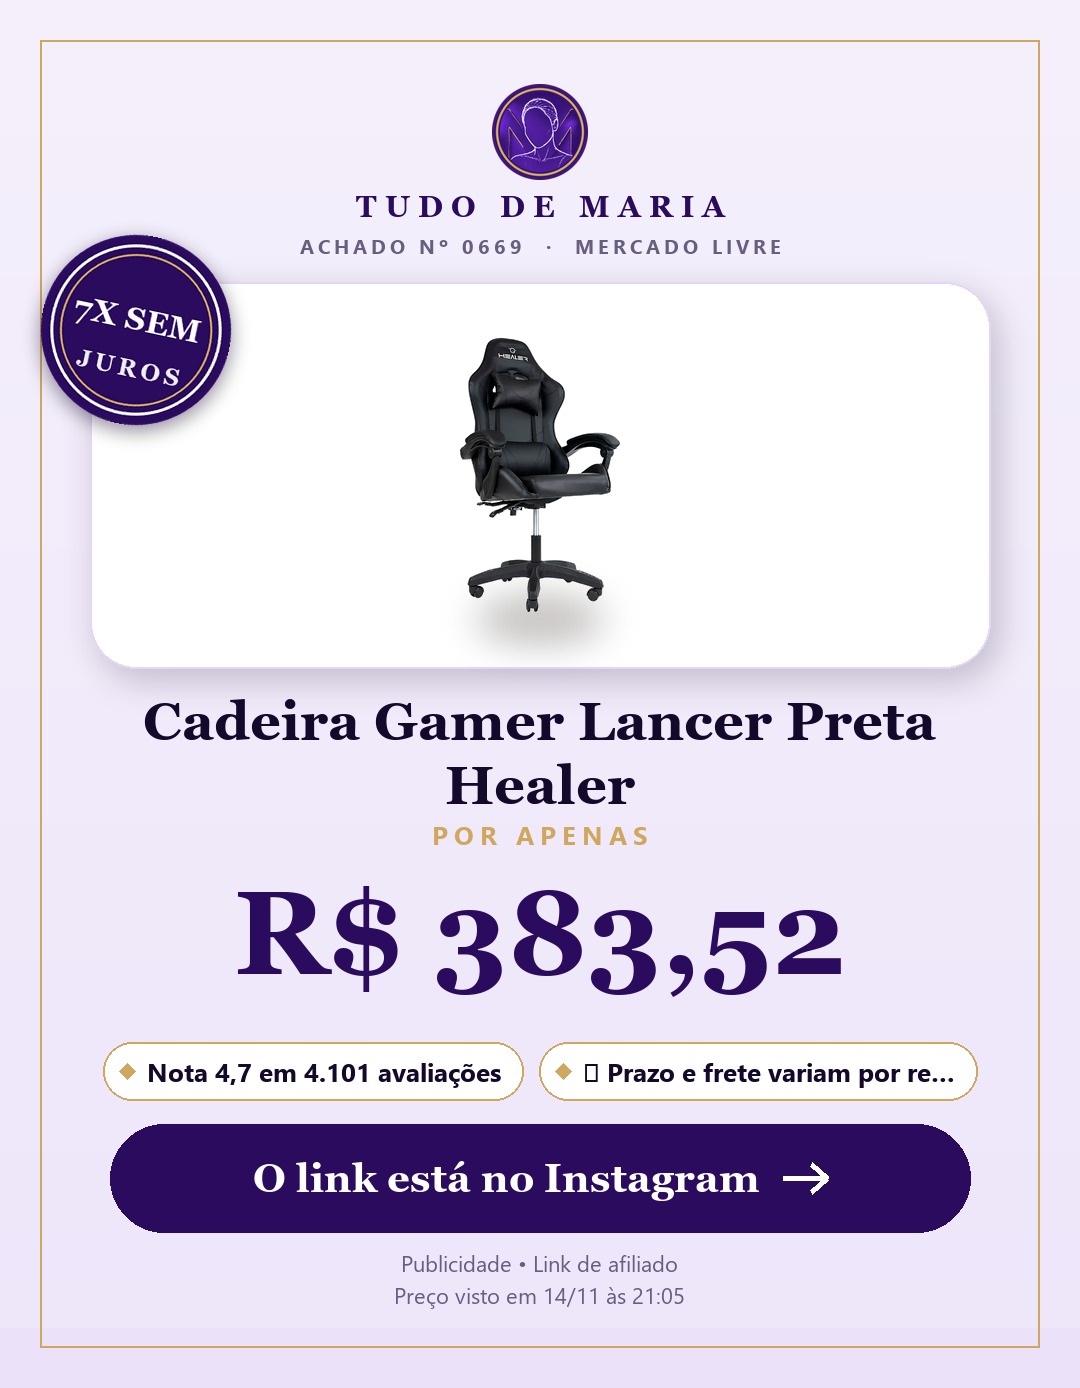 TUDO DE MARIA
ACHADO Nº 0669 · MERCADO LIVRE
7X SEM
JUROS
HEALER
Cadeira Gamer Lancer Preta
Healer
POR APENAS
R$ 383,52
Nota 4,7 em 4.101 avaliações
Prazo e frete variam por re...
O link está no Instagram →
Publicidade • Link de afiliado
Preço visto em 14/11 às 21:05